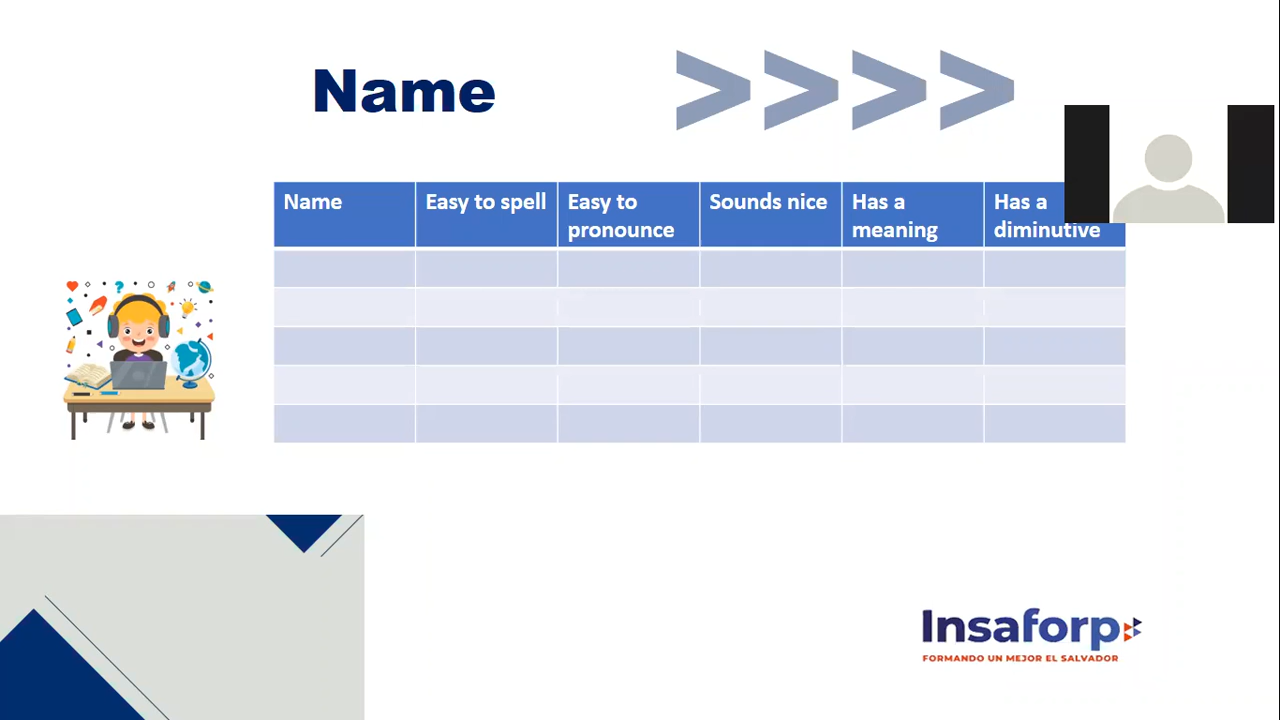 Name
>>>>
Name
Easy to spell
Easy to
pronounce
Sounds nice
Has a
meaning
Has a
diminutive
?
Insaforp
FORMANDO UN MEJOR EL SALVADOR